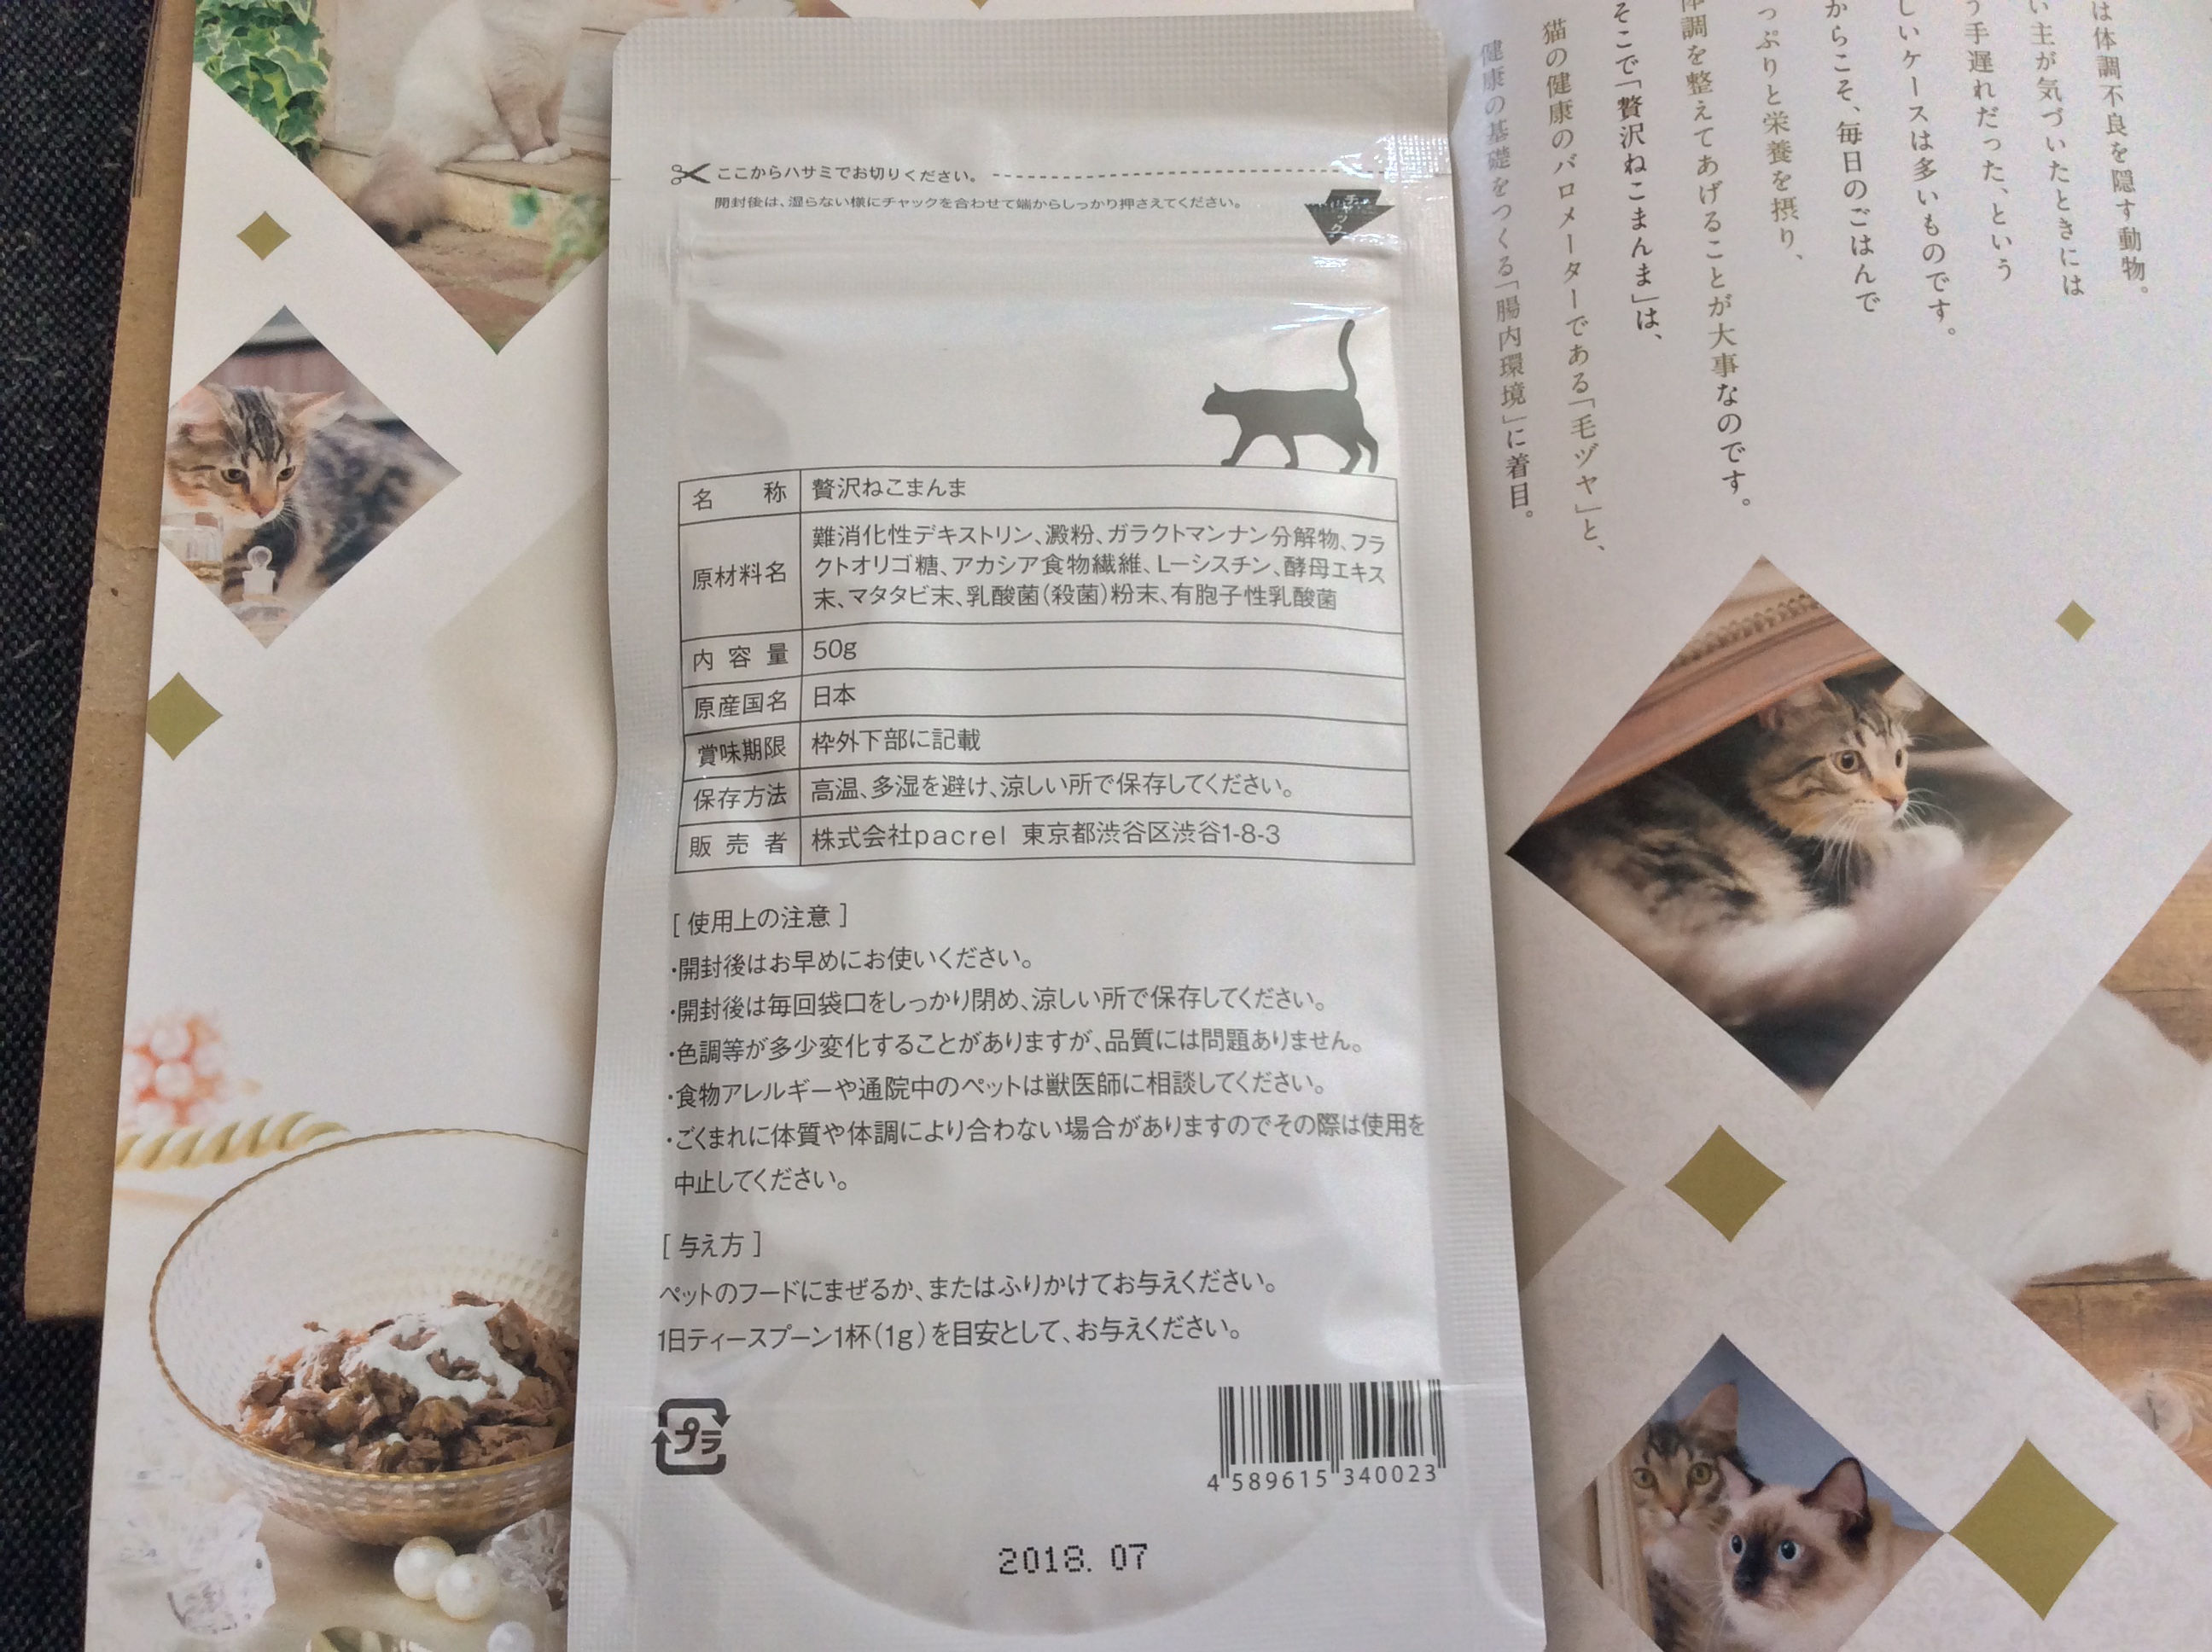 ここからハサミでお切りください。
開封後は、湿らない様にチャックを合わせて端からしっかり押さえてください。
チャック
名 称 贅沢ねこまんま
原材料名 難消化性デキストリン、澱粉、ガラクトマンナン分解物、フラ
クトオリゴ糖、アカシア食物繊維、L-シスチン、酵母エキス
末、マタタビ末、乳酸菌(殺菌)粉末、有胞子性乳酸菌
内容量 50g
原産国名 日本
賞味期限 枠外下部に記載
保存方法 高温、多湿を避け、涼しい所で保存してください。
販売者 株式会社pacrel 東京都渋谷区渋谷1-8-3
[ 使用上の注意 ]
・開封後はお早めにお使いください。
・開封後は毎回袋口をしっかり閉め、涼しい所で保存してください。
・色調等が多少変化することがありますが、品質には問題ありません。
・食物アレルギーや通院中のペットは獣医師に相談してください。
・ごくまれに体質や体調により合わない場合がありますのでその際は使用を
中止してください。
[ 与え方 ]
ペットのフードにまぜるか、またはふりかけてお与えください。
1日ティースプーン1杯(1g)を目安として、お与えください。
プラ
4 589615 340023
2018. 07
は体調不良を隠す動物。
い主が気づいたときには
う手遅れだった、という
しいケースは多いものです。
からこそ、毎日のごはんで
っぷりと栄養を摂り、
体調を整えてあげることが大事なのです。
そこで「贅沢ねこまんま」は、
猫の健康のバロメーターである「毛ヅヤ」と、
健康の基礎をつくる「腸内環境」に着目。